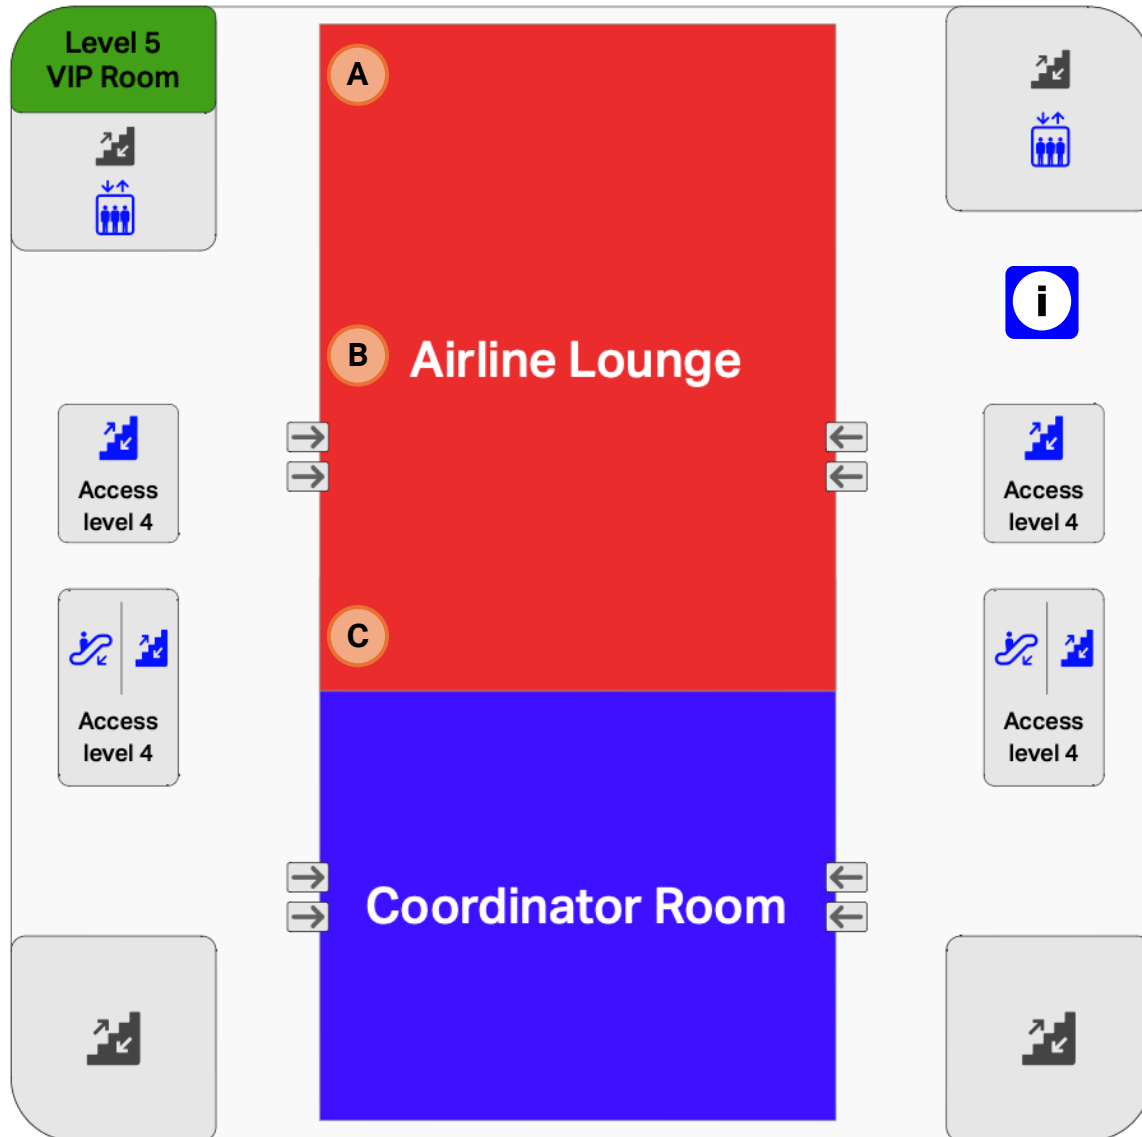 Level 5
VIP Room
A
i
B
Airline Lounge
Access
level 4
Access
level 4
C
Access
level 4
Access
level 4
Coordinator Room